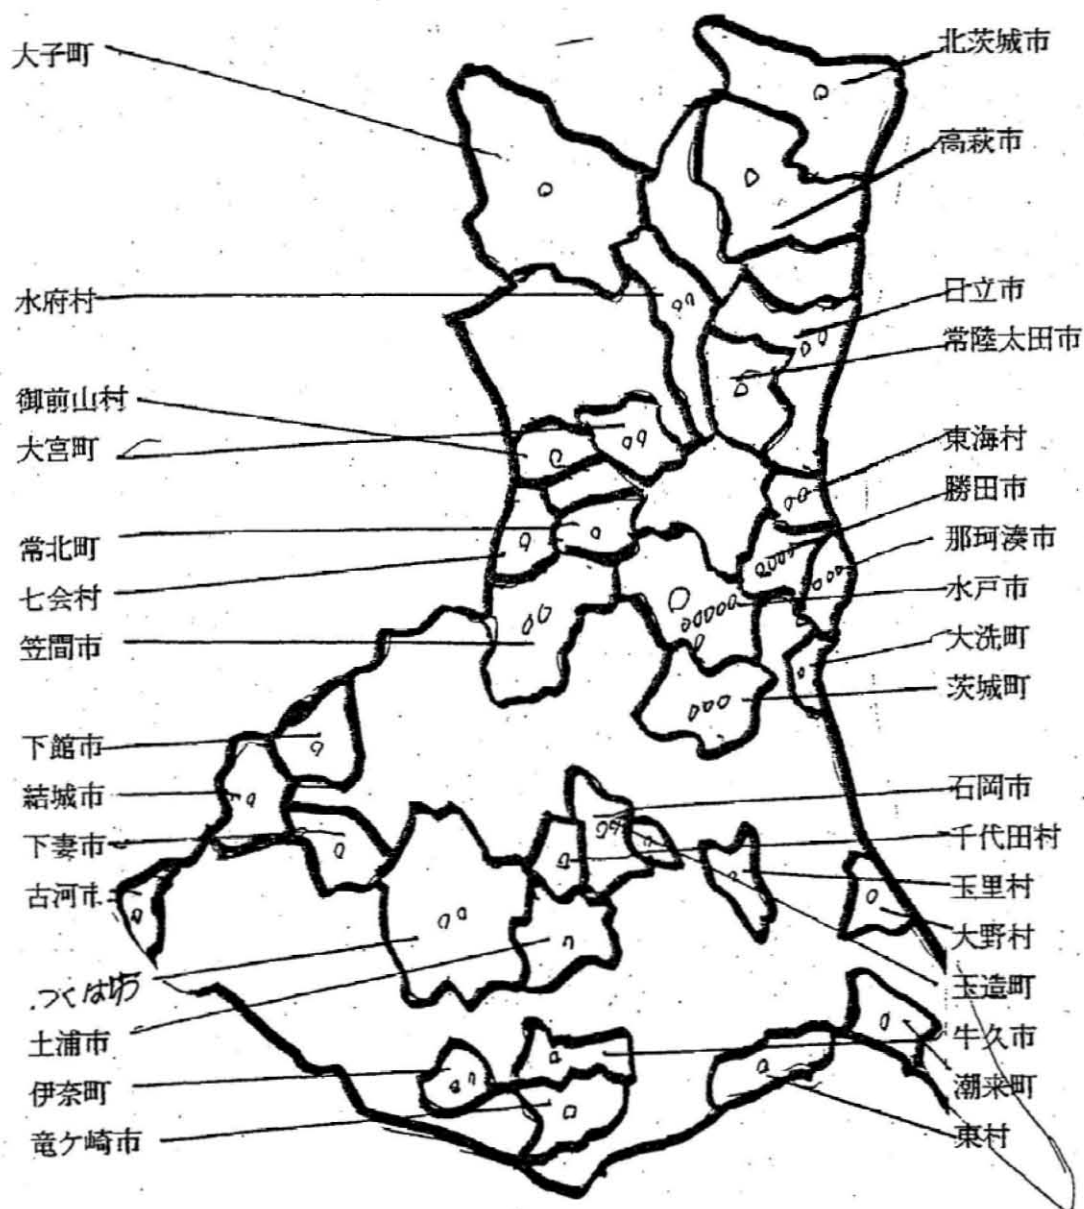 大子町
水府村
御前山村
大宮町
常北町
七会村
笠間市
下館市
結城市
下妻市
古河市
つくば市
土浦市
伊奈町
竜ケ崎市
北茨城市
高萩市
日立市
常陸太田市
東海村
勝田市
那珂湊市
水戸市
大洗町
茨城町
石岡市
千代田村
玉里村
大野村
玉造町
牛久市
潮来町
東村